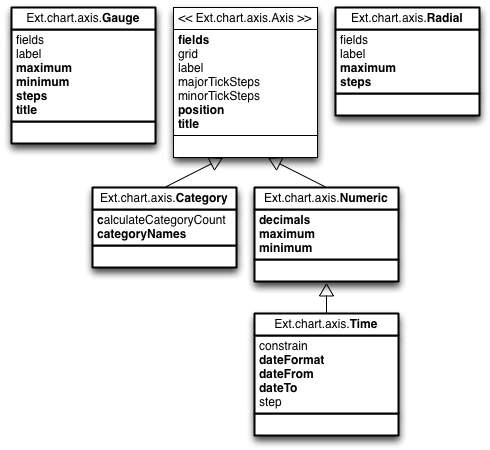 Ext.chart.axis.Gauge
fields
label
maximum
minimum
steps
title
<< Ext.chart.axis.Axis >>
fields
grid
label
majorTickSteps
minorTickSteps
position
title
Ext.chart.axis.Radial
fields
label
maximum
steps
Ext.chart.axis.Category
calculateCategoryCount
categoryNames
Ext.chart.axis.Numeric
decimals
maximum
minimum
Ext.chart.axis.Time
constrain
dateFormat
dateFrom
dateTo
step